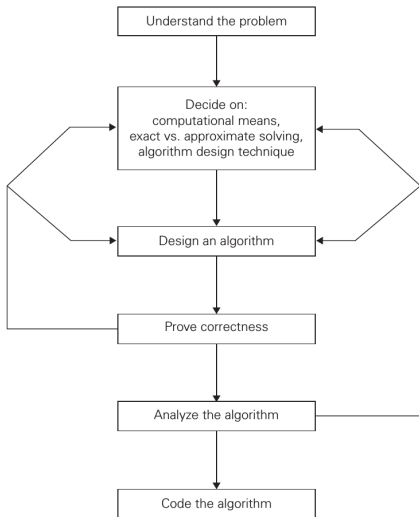 Understand the problem
Decide on:
computational means,
exact vs. approximate solving,
algorithm design technique
Design an algorithm
Prove correctness
Analyze the algorithm
Code the algorithm